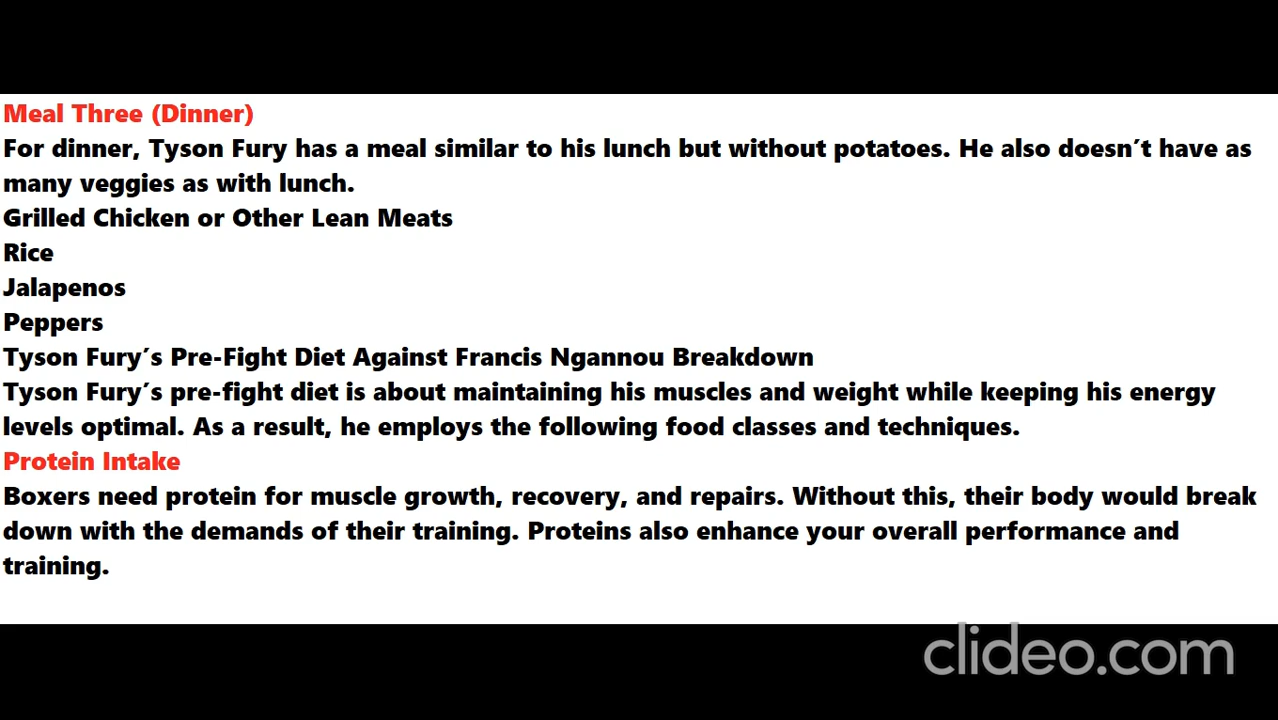 Meal Three (Dinner)
For dinner, Tyson Fury has a meal similar to his lunch but without potatoes. He also doesn´t have as
many veggies as with lunch.
Grilled Chicken or Other Lean Meats
Rice
Jalapenos
Peppers
Tyson Fury´s Pre-Fight Diet Against Francis Ngannou Breakdown
Tyson Fury´s pre-fight diet is about maintaining his muscles and weight while keeping his energy
levels optimal. As a result, he employs the following food classes and techniques.
Protein Intake
Boxers need protein for muscle growth, recovery, and repairs. Without this, their body would break
down with the demands of their training. Proteins also enhance your overall performance and
training.
clideo.com